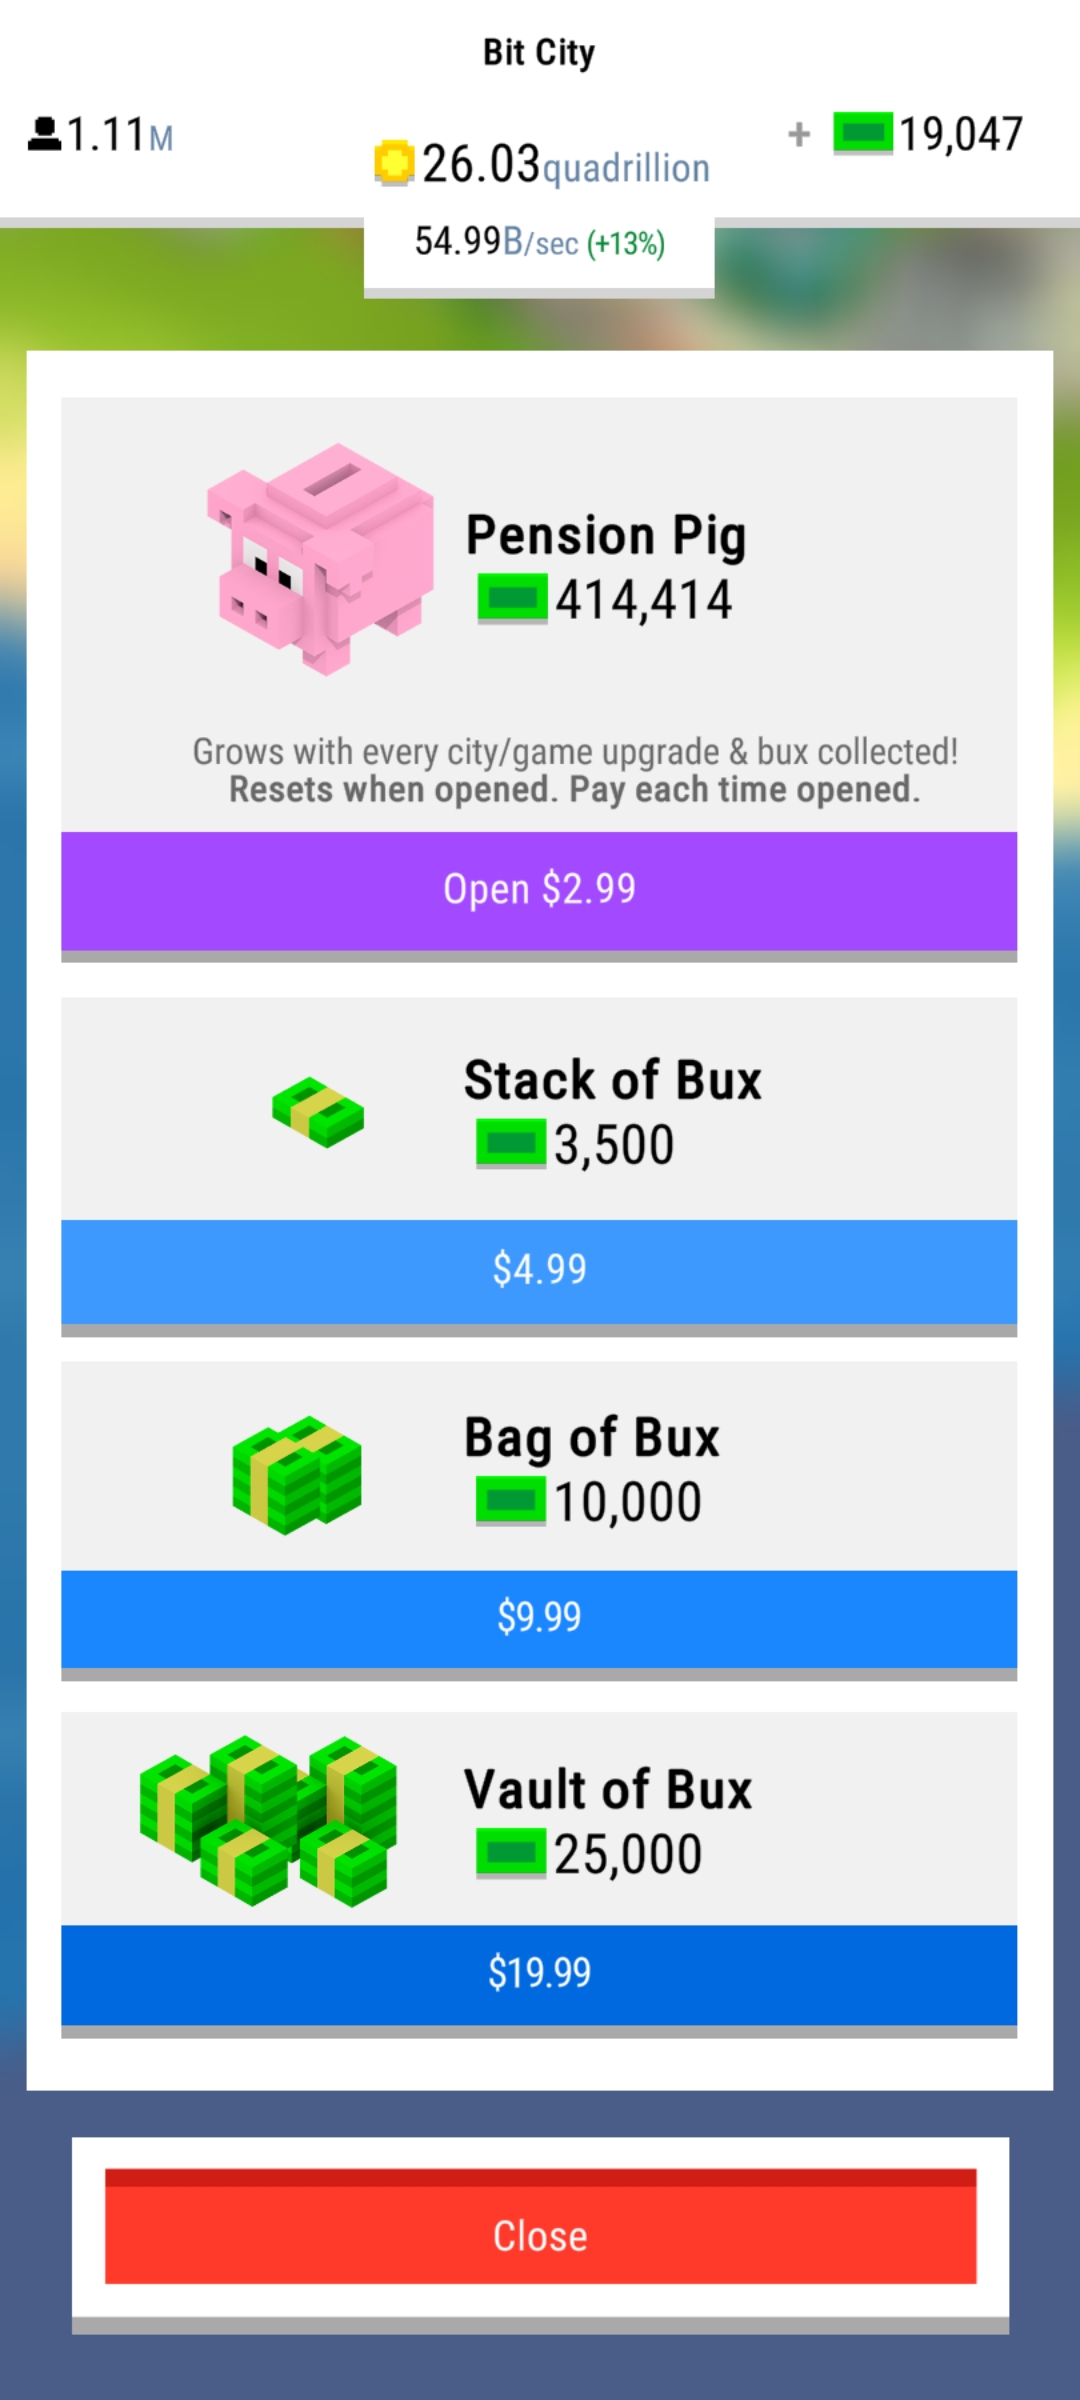 Bit City
1.11M
+ 19,047
26.03quadrillion
54.99B/sec (+13%)
Pension Pig
414,414
Grows with every city/game upgrade & bux collected!
Resets when opened. Pay each time opened.
Open $2.99
Stack of Bux
3,500
$4.99
Bag of Bux
10,000
$9.99
Vault of Bux
25,000
$19.99
Close